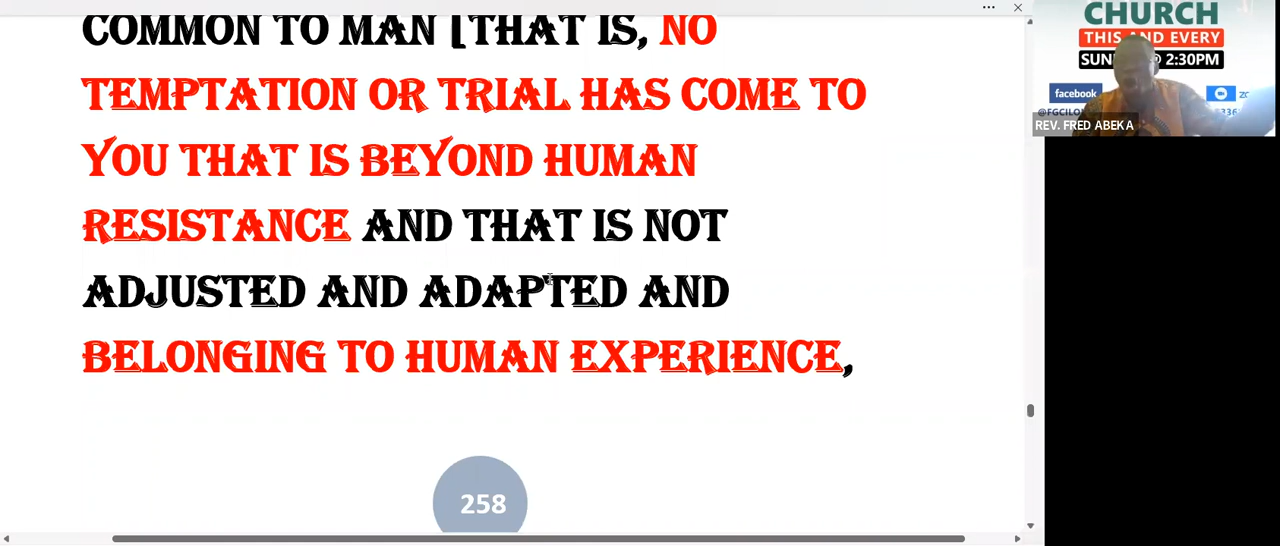 COMMON TO MAN [THAT IS, NO
TEMPTATION OR TRIAL HAS COME TO
YOU THAT IS BEYOND HUMAN
RESISTANCE AND THAT IS NOT
ADJUSTED AND ADAPTED AND
BELONGING TO HUMAN EXPERIENCE,
258
CHURCH
THIS AND EVERY
2:30PM
facebook
REV. FRED ABEKA